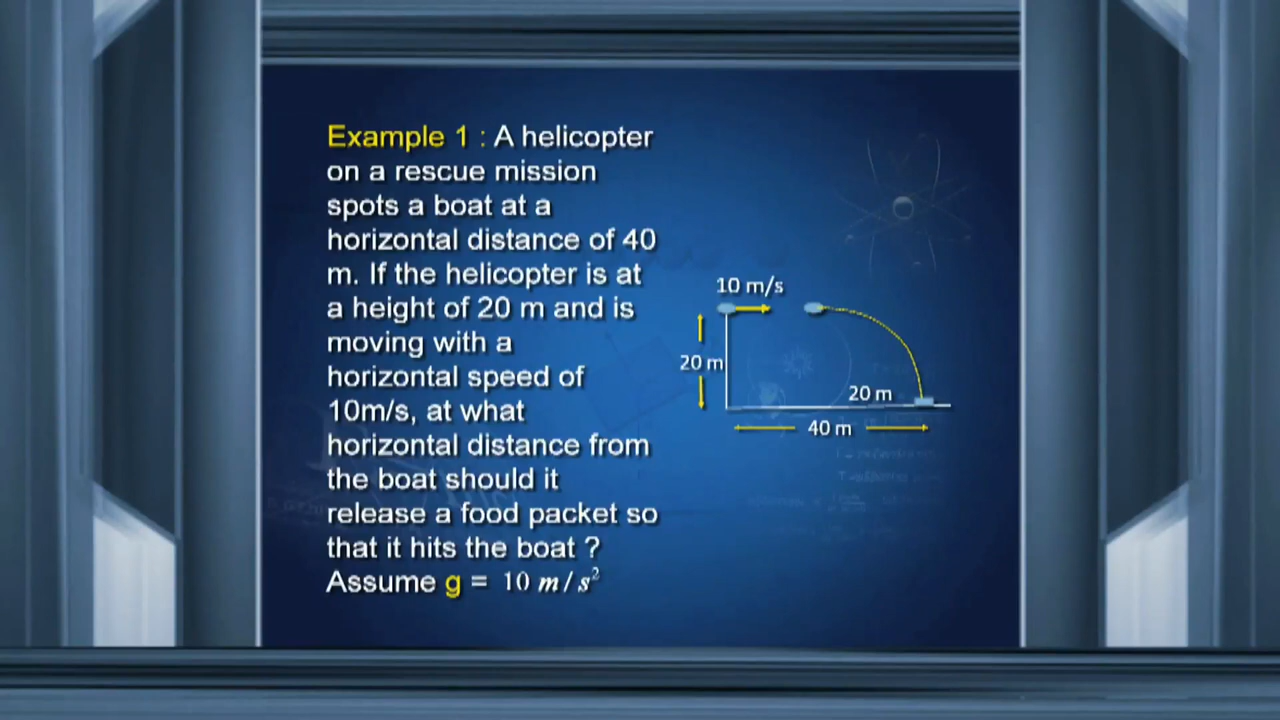 Example 1 : A helicopter
on a rescue mission
spots a boat at a
horizontal distance of 40
m. If the helicopter is at
a height of 20 m and is
moving with a
horizontal speed of
10m/s, at what
horizontal distance from
the boat should it
release a food packet so
that it hits the boat ?
Assume g = 10 m/s²
10 m/s
20 m
20 m
40 m